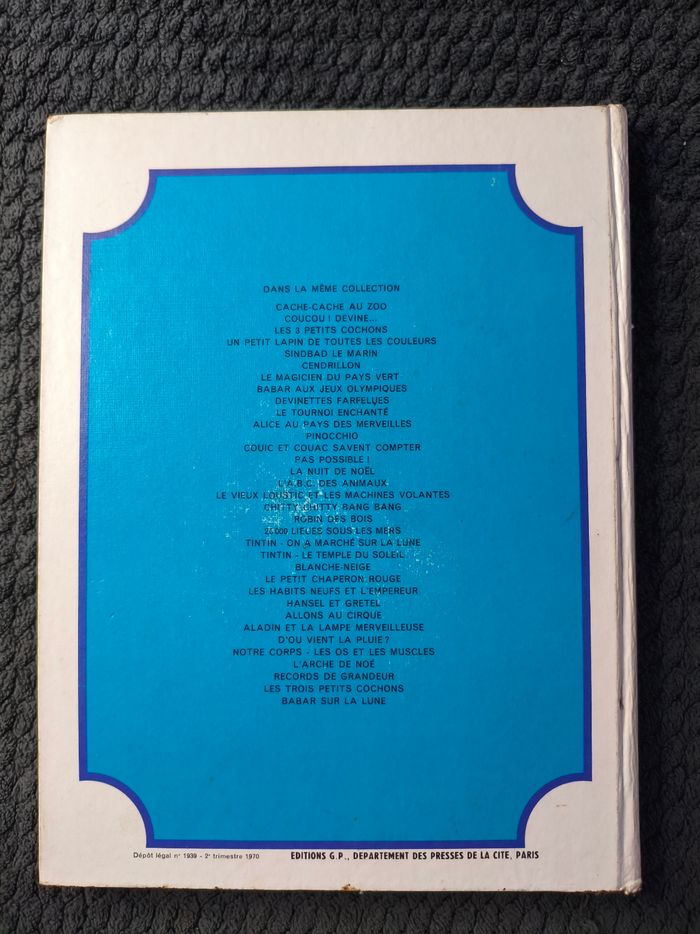 DANS LA MÊME COLLECTION
CACHE-CACHE AU ZOO
COUCOU ! DEVINE...
LES 3 PETITS COCHONS
UN PETIT LAPIN DE TOUTES LES COULEURS
SINDBAD LE MARIN
CENDRILLON
LE MAGICIEN DU PAYS VERT
BABAR AUX JEUX OLYMPIQUES
DEVINETTES FARFELUES
LE TOURNOI ENCHANTÉ
ALICE AU PAYS DES MERVEILLES
PINOCCHIO
COUIC ET COUAC SAVENT COMPTER
PAS POSSIBLE !
LA NUIT DE NOËL
L'A.B.C. DES ANIMAUX
LE VIEUX LOUSTIC ET LES MACHINES VOLANTES
CHITTY CHITTY BANG BANG
ROBIN DES BOIS
20.000 LIEUES SOUS LES MERS
TINTIN - ON A MARCHÉ SUR LA LUNE
TINTIN - LE TEMPLE DU SOLEIL
BLANCHE-NEIGE
LE PETIT CHAPERON ROUGE
LES HABITS NEUFS ET L'EMPEREUR
HANSEL ET GRETEL
ALLONS AU CIRQUE
ALADIN ET LA LAMPE MERVEILLEUSE
D'OU VIENT LA PLUIE ?
NOTRE CORPS - LES OS ET LES MUSCLES
L'ARCHE DE NOÉ
RECORDS DE GRANDEUR
LES TROIS PETITS COCHONS
BABAR SUR LA LUNE
Dépôt légal n° 1939 - 2e trimestre 1970 EDITIONS G.P., DEPARTEMENT DES PRESSES DE LA CITE, PARIS